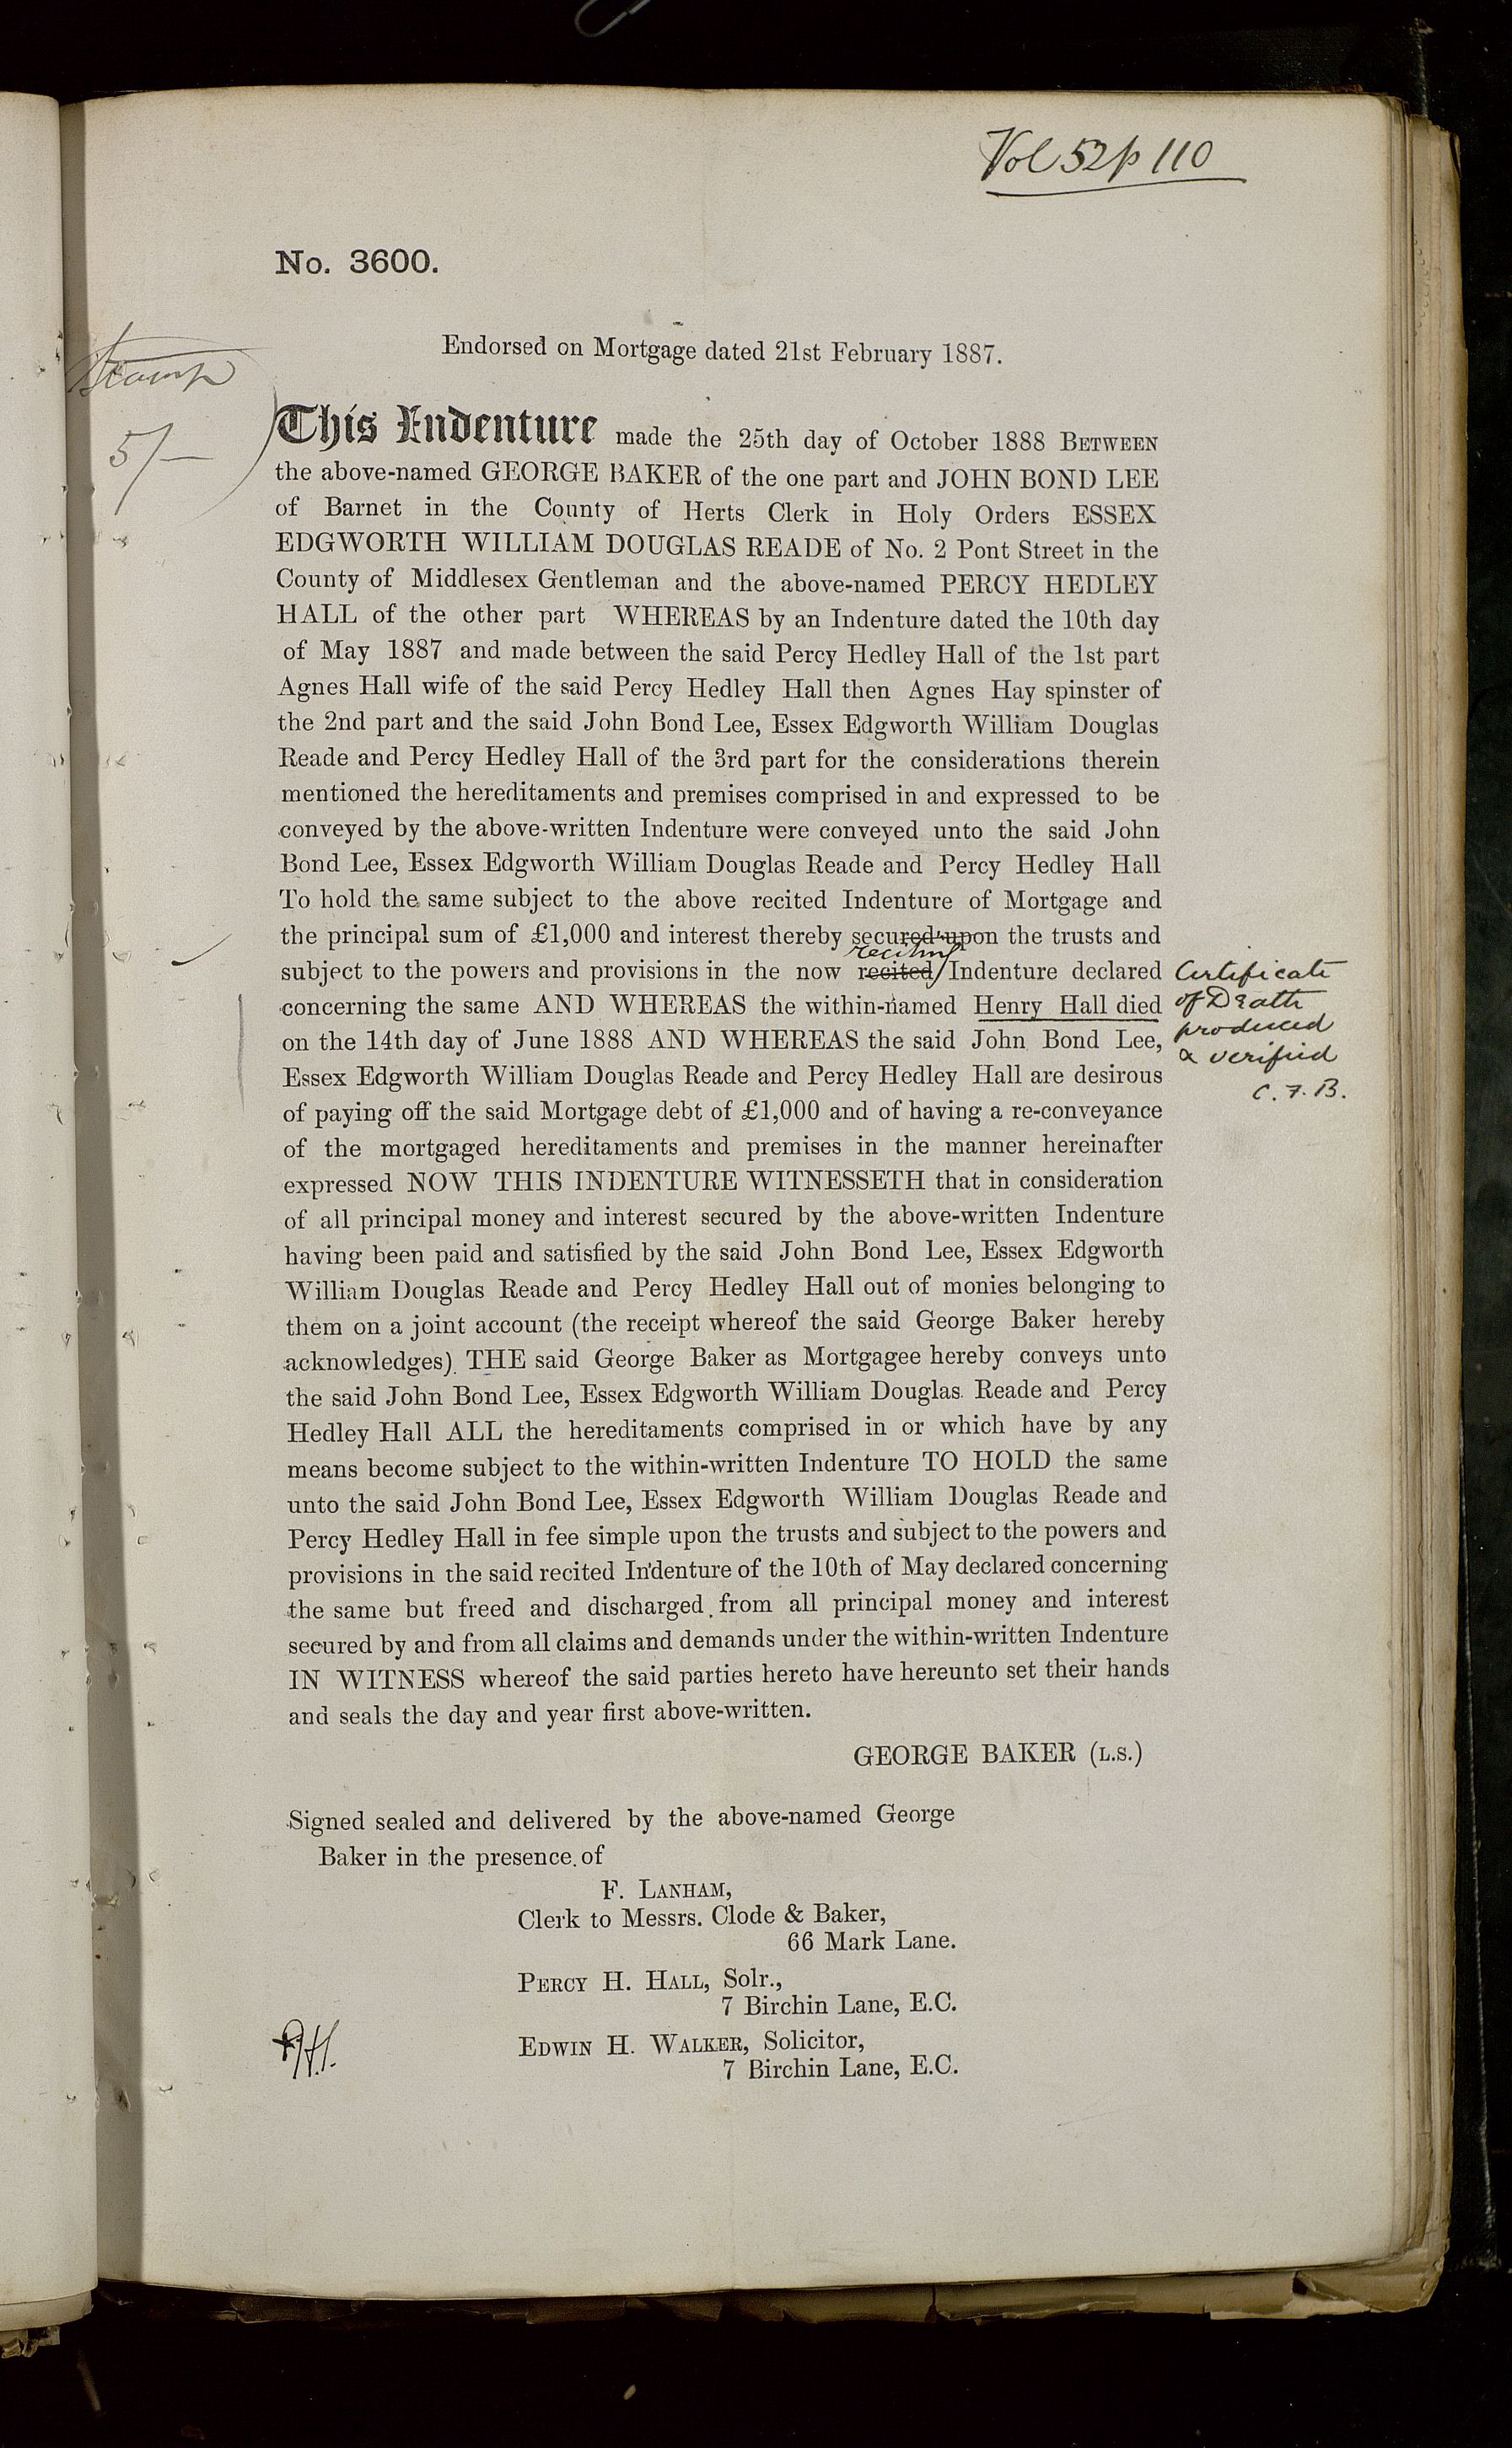 Vol 52 p 110
No. 3600.
Endorsed on Mortgage dated 21st February 1887.
Stamp
5/-
This Indenture made the 25th day of October 1888 BETWEEN
the above-named GEORGE BAKER of the one part and JOHN BOND LEE
of Barnet in the County of Herts Clerk in Holy Orders ESSEX
EDGWORTH WILLIAM DOUGLAS READE of No. 2 Pont Street in the
County of Middlesex Gentleman and the above-named PERCY HEDLEY
HALL of the other part WHEREAS by an Indenture dated the 10th day
of May 1887 and made between the said Percy Hedley Hall of the 1st part
Agnes Hall wife of the said Percy Hedley Hall then Agnes Hay spinster of
the 2nd part and the said John Bond Lee, Essex Edgworth William Douglas
Reade and Percy Hedley Hall of the 3rd part for the considerations therein
mentioned the hereditaments and premises comprised in and expressed to be
conveyed by the above-written Indenture were conveyed unto the said John
Bond Lee, Essex Edgworth William Douglas Reade and Percy Hedley Hall
To hold the same subject to the above recited Indenture of Mortgage and
the principal sum of £1,000 and interest thereby secured upon the trusts and
reciting
subject to the powers and provisions in the now recited Indenture declared
concerning the same AND WHEREAS the within-named Henry Hall died
on the 14th day of June 1888 AND WHEREAS the said John Bond Lee,
Essex Edgworth William Douglas Reade and Percy Hedley Hall are desirous
of paying off the said Mortgage debt of £1,000 and of having a re-conveyance
of the mortgaged hereditaments and premises in the manner hereinafter
expressed NOW THIS INDENTURE WITNESSETH that in consideration
of all principal money and interest secured by the above-written Indenture
having been paid and satisfied by the said John Bond Lee, Essex Edgworth
William Douglas Reade and Percy Hedley Hall out of monies belonging to
them on a joint account (the receipt whereof the said George Baker hereby
acknowledges) THE said George Baker as Mortgagee hereby conveys unto
the said John Bond Lee, Essex Edgworth William Douglas Reade and Percy
Hedley Hall ALL the hereditaments comprised in or which have by any
means become subject to the within-written Indenture TO HOLD the same
unto the said John Bond Lee, Essex Edgworth William Douglas Reade and
Percy Hedley Hall in fee simple upon the trusts and subject to the powers and
provisions in the said recited Indenture of the 10th of May declared concerning
the same but freed and discharged from all principal money and interest
secured by and from all claims and demands under the within-written Indenture
IN WITNESS whereof the said parties hereto have hereunto set their hands
and seals the day and year first above-written.
Certificate
of Death
produced
& verified
C. F. B.
GEORGE BAKER (L.S.)
Signed sealed and delivered by the above-named George
Baker in the presence of
F. LANHAM,
Clerk to Messrs. Clode & Baker,
66 Mark Lane.
PERCY H. HALL, Solr.,
7 Birchin Lane, E.C.
EDWIN H. WALKER, Solicitor,
7 Birchin Lane, E.C.